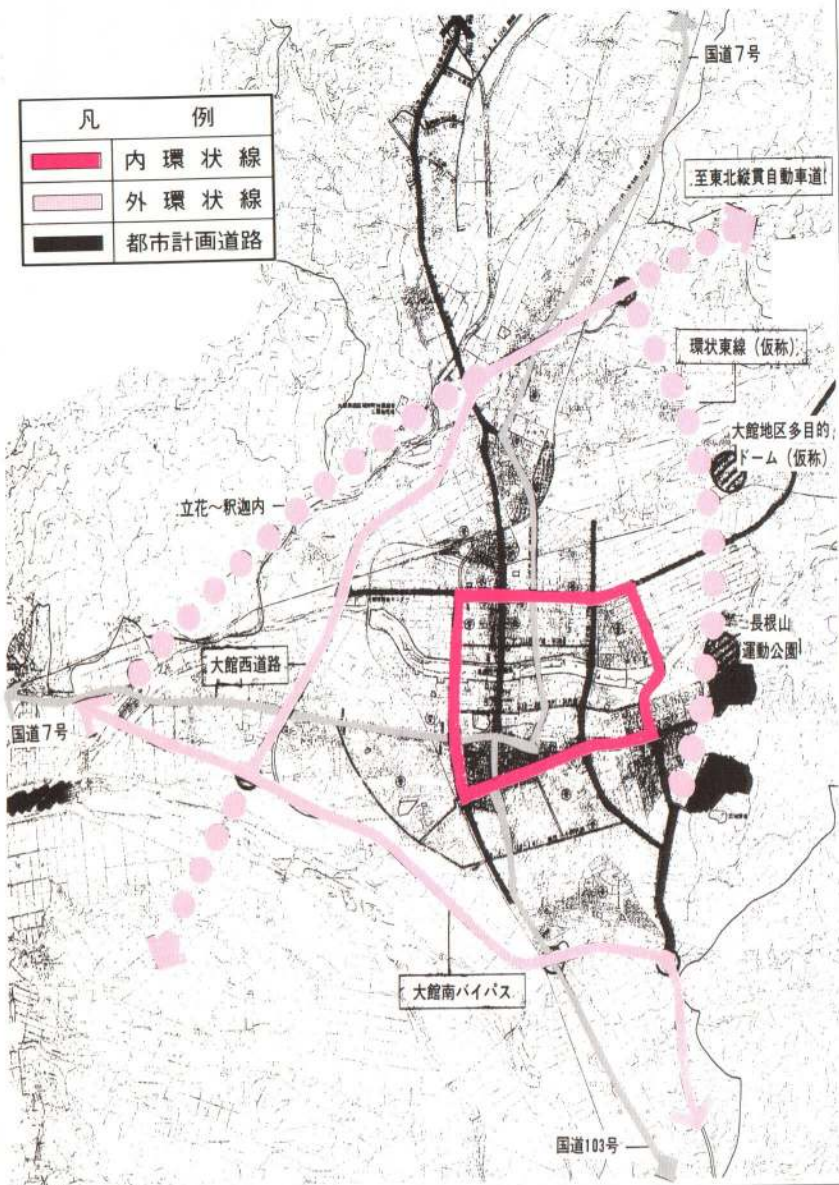 国道7号
凡例
内環状線
外環状線
都市計画道路
至東北縦貫自動車道
環状東線(仮称)
大館地区多目的
ドーム(仮称)
立花～釈迦内
長根山
運動公園
大館西道路
国道7号
大館南バイパス
国道103号